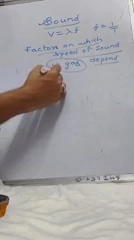 Sound
V = λf f = 1/T
Factors on which
speed of sound
gas depend